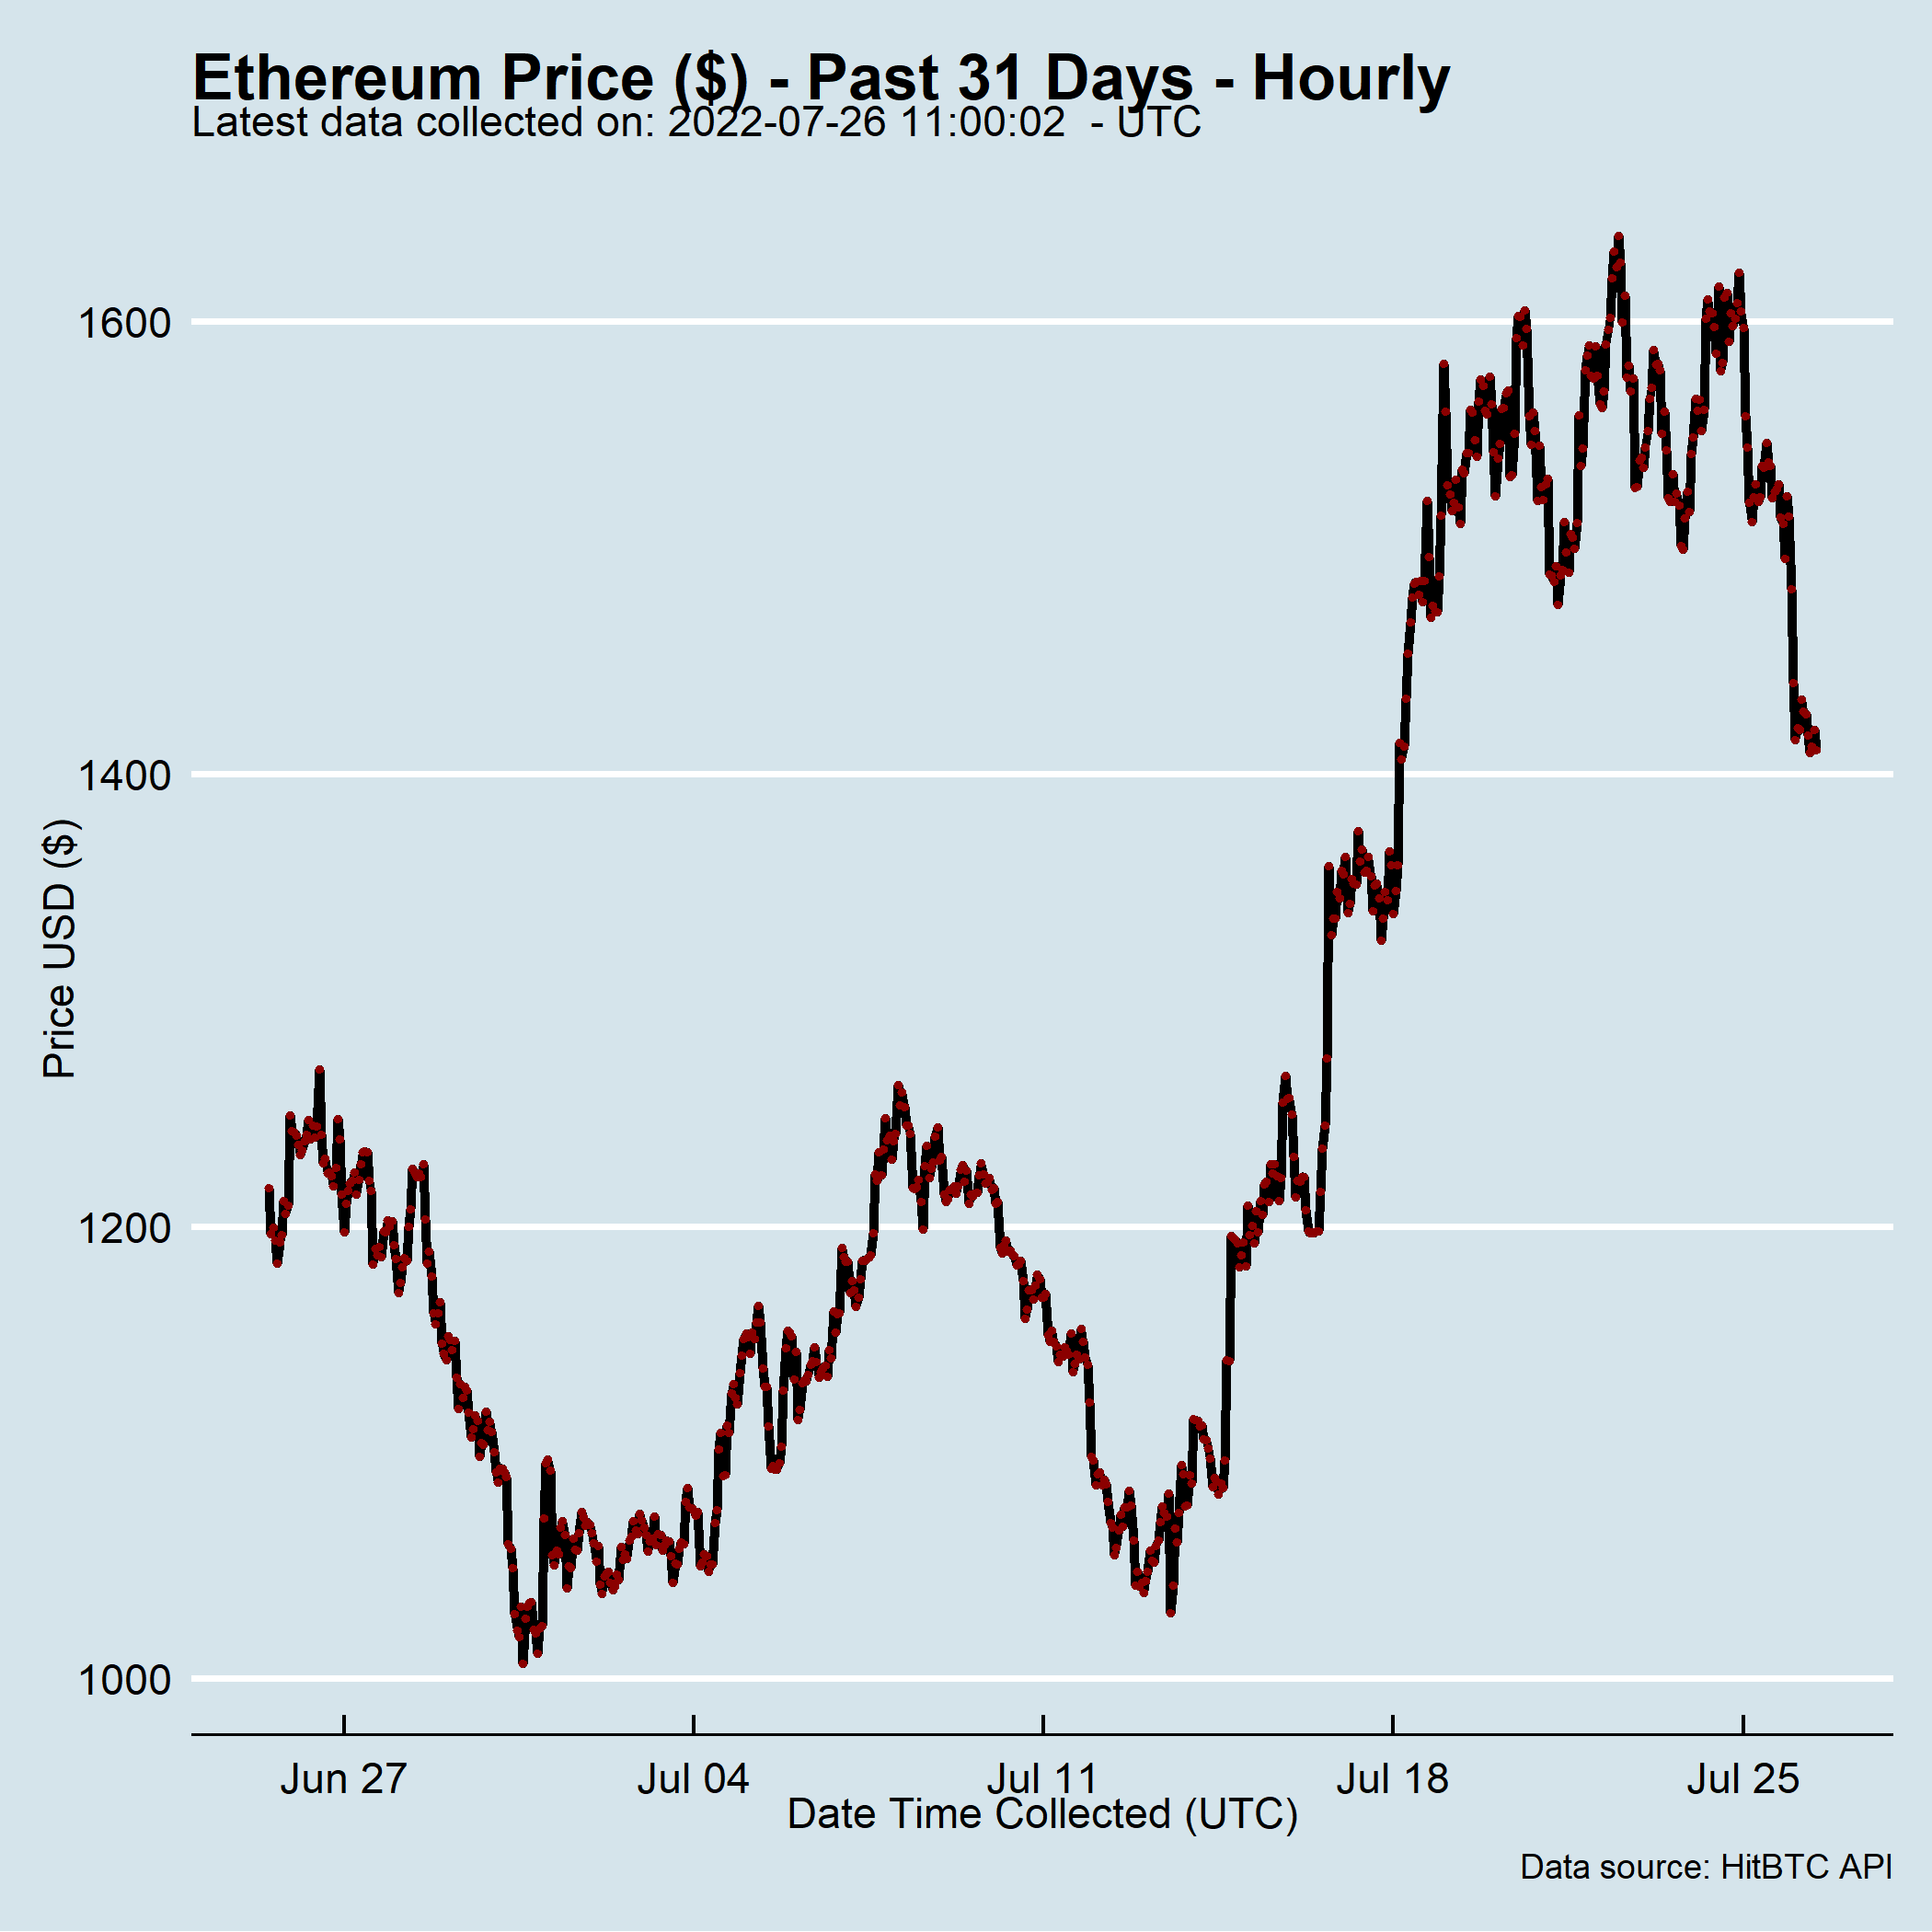 Ethereum Price ($) - Past 31 Days - Hourly
Latest data collected on: 2022-07-26 11:00:02  - UTC
1600
1400
1200
1000
Price USD ($)
Jun 27 Jul 04 Jul 11 Jul 18 Jul 25
Date Time Collected (UTC)
Data source: HitBTC API